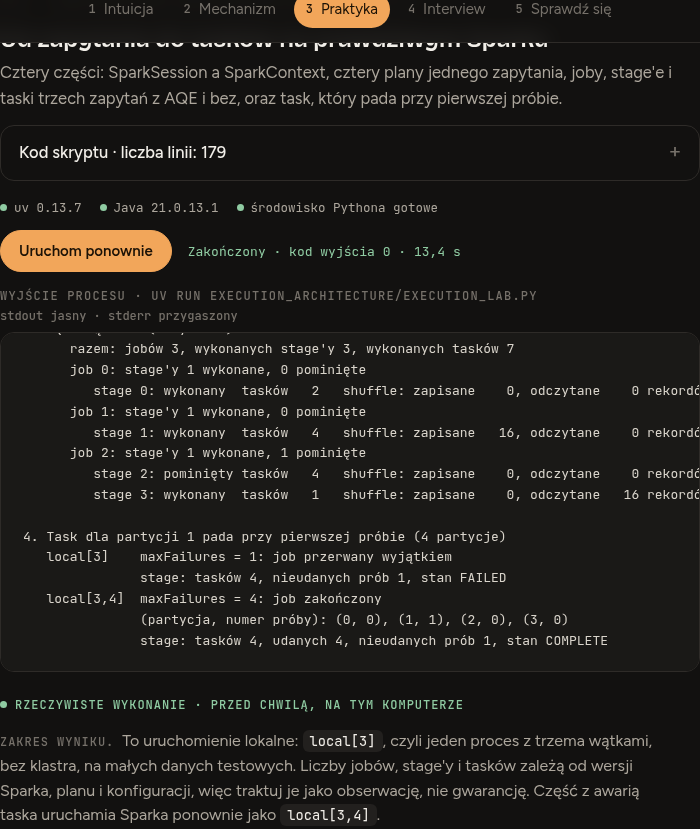 1 Intuicja 2 Mechanizm 3 Praktyka 4 Interview 5 Sprawdź się
Od zapytania do tasków na prawdziwym Sparku
Cztery części: SparkSession a SparkContext, cztery plany jednego zapytania, joby, stage'e i
taski trzech zapytań z AQE i bez, oraz task, który pada przy pierwszej próbie.
Kod skryptu · liczba linii: 179 +
uv 0.13.7 Java 21.0.13.1 środowisko Pythona gotowe
Uruchom ponownie Zakończony · kod wyjścia 0 · 13,4 s
WYJŚCIE PROCESU · UV RUN EXECUTION_ARCHITECTURE/EXECUTION_LAB.PY
stdout jasny · stderr przygaszony
razem: jobów 3, wykonanych stage'y 3, wykonanych tasków 7
job 0: stage'y 1 wykonane, 0 pominięte
stage 0: wykonany tasków 2 shuffle: zapisane 0, odczytane 0 rekordó
job 1: stage'y 1 wykonane, 0 pominięte
stage 1: wykonany tasków 4 shuffle: zapisane 16, odczytane 0 rekordó
job 2: stage'y 1 wykonane, 1 pominięte
stage 2: pominięty tasków 4 shuffle: zapisane 0, odczytane 0 rekordó
stage 3: wykonany tasków 1 shuffle: zapisane 0, odczytane 16 rekordó
4. Task dla partycji 1 pada przy pierwszej próbie (4 partycje)
local[3] maxFailures = 1: job przerwany wyjątkiem
stage: tasków 4, nieudanych prób 1, stan FAILED
local[3,4] maxFailures = 4: job zakończony
(partycja, numer próby): (0, 0), (1, 1), (2, 0), (3, 0)
stage: tasków 4, udanych 4, nieudanych prób 1, stan COMPLETE
RZECZYWISTE WYKONANIE · PRZED CHWILĄ, NA TYM KOMPUTERZE
ZAKRES WYNIKU. To uruchomienie lokalne: local[3], czyli jeden proces z trzema wątkami,
bez klastra, na małych danych testowych. Liczby jobów, stage'y i tasków zależą od wersji
Sparka, planu i konfiguracji, więc traktuj je jako obserwację, nie gwarancję. Część z awarią
taska uruchamia Sparka ponownie jako local[3,4].